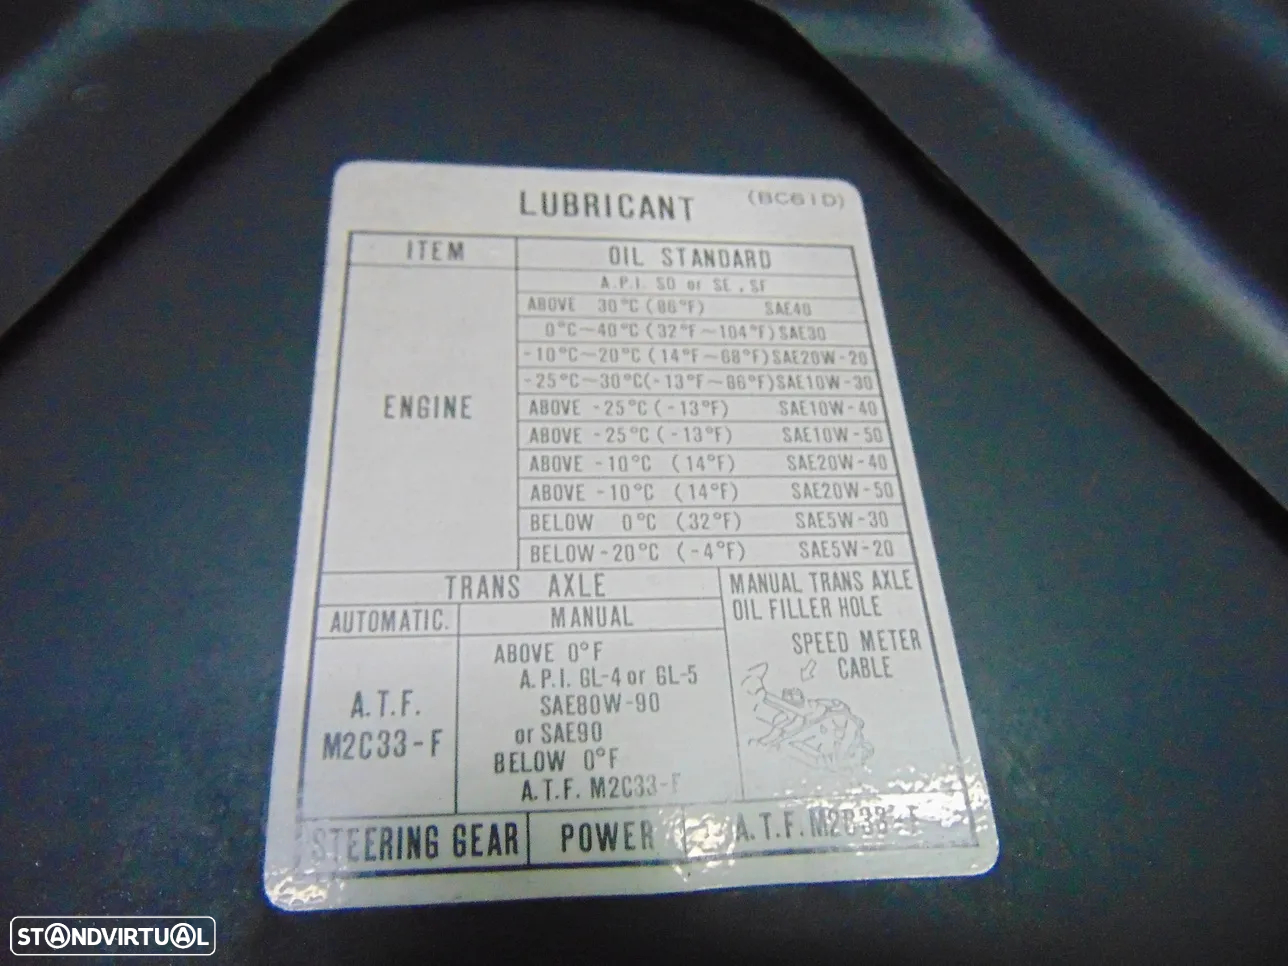 LUBRICANT (BC61D)
ITEM OIL STANDARD
A.P.I. SD or SE , SF
ABOVE 30°C (86°F) SAE40
0°C~40°C (32°F~104°F) SAE30
-10°C~20°C (14°F~68°F) SAE20W-20
-25°C~30°C(-13°F~86°F) SAE10W-30
ENGINE ABOVE -25°C (-13°F) SAE10W-40
ABOVE -25°C (-13°F) SAE10W-50
ABOVE -10°C (14°F) SAE20W-40
ABOVE -10°C (14°F) SAE20W-50
BELOW 0°C (32°F) SAE5W-30
BELOW -20°C (-4°F) SAE5W-20
TRANS AXLE
AUTOMATIC. MANUAL
A.T.F.
M2C33-F
ABOVE 0°F
A.P.I. GL-4 or GL-5
SAE80W-90
or SAE90
BELOW 0°F
A.T.F. M2C33-F
MANUAL TRANS AXLE
OIL FILLER HOLE
SPEED METER
CABLE
STEERING GEAR POWER A.T.F. M2C33-F
STANDVIRTUAL